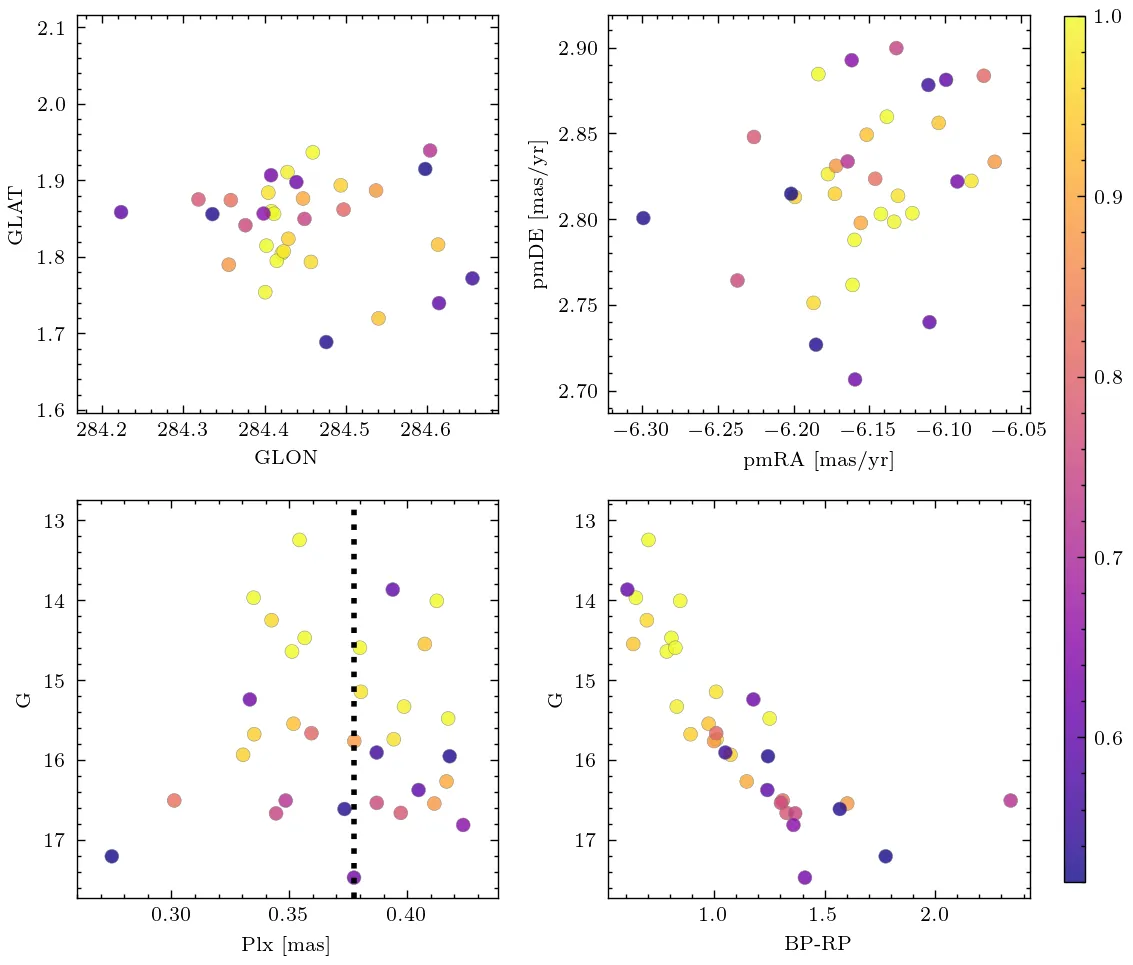 2.1
2.0
1.9
1.8
1.7
1.6
GLAT
284.2 284.3 284.4 284.5 284.6
GLON
2.90
2.85
2.80
2.75
2.70
pmDE [mas/yr]
−6.30 −6.25 −6.20 −6.15 −6.10 −6.05
pmRA [mas/yr]
13
14
15
16
17
G
0.30 0.35 0.40
Plx [mas]
13
14
15
16
17
G
1.0 1.5 2.0
BP-RP
1.0
0.9
0.8
0.7
0.6